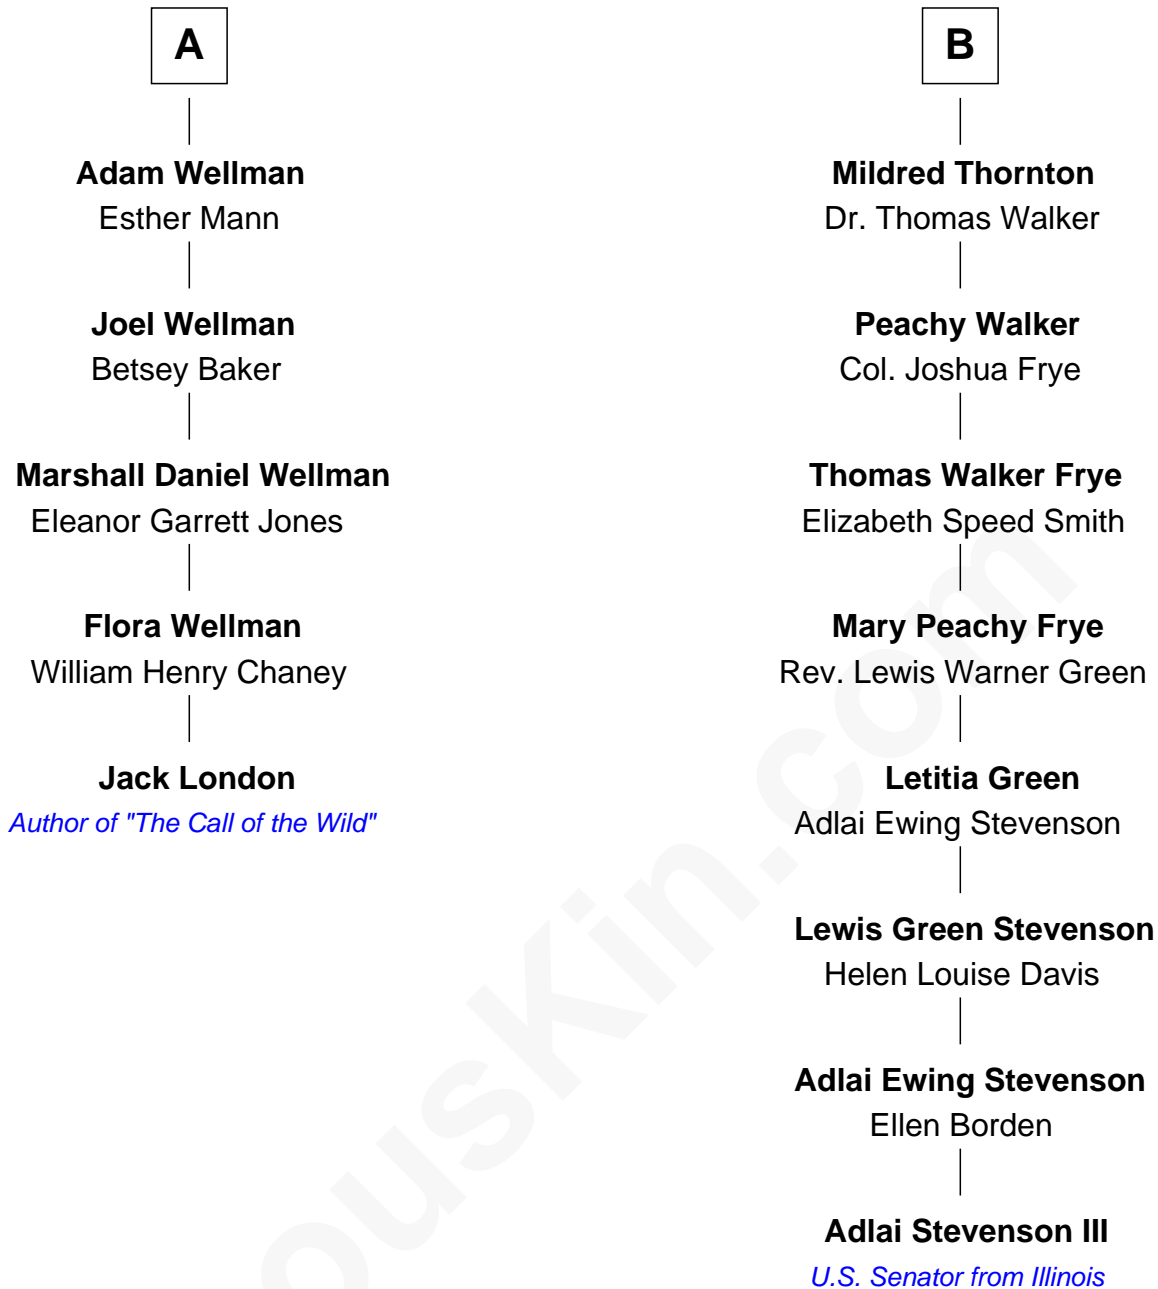 A
Adam Wellman
Esther Mann
Joel Wellman
Betsey Baker
Marshall Daniel Wellman
Eleanor Garrett Jones
Flora Wellman
William Henry Chaney
Jack London
Author of "The Call of the Wild"
B
Mildred Thornton
Dr. Thomas Walker
Peachy Walker
Col. Joshua Frye
Thomas Walker Frye
Elizabeth Speed Smith
Mary Peachy Frye
Rev. Lewis Warner Green
Letitia Green
Adlai Ewing Stevenson
Lewis Green Stevenson
Helen Louise Davis
Adlai Ewing Stevenson
Ellen Borden
Adlai Stevenson III
U.S. Senator from Illinois
ousKin.com